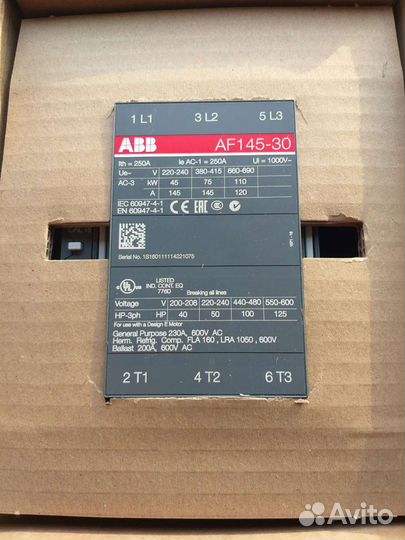 1 L1 3 L2 5 L3
ABB AF145-30
Ith = 250A Ie AC-1 = 250A Ui = 1000V~
Ue~ V 220-240 380-415 660-690
AC-3 kW 45 75 110
A 145 145 120
IEC 60947-4-1
EN 60947-4-1
CE CCC EAC
Serial No. 1S160111114221075
UL LISTED
IND. CONT. EQ
776D Breaking all lines
Voltage V 200-208 220-240 440-480 550-600
HP-3ph HP 40 50 100 125
For use with a Design E Motor
General Purpose 230A, 600V AC
Herm. Refrig. Comp. FLA 160 , LRA 1050 , 600V
Ballast 200A, 600V AC
2 T1 4 T2 6 T3
Avito